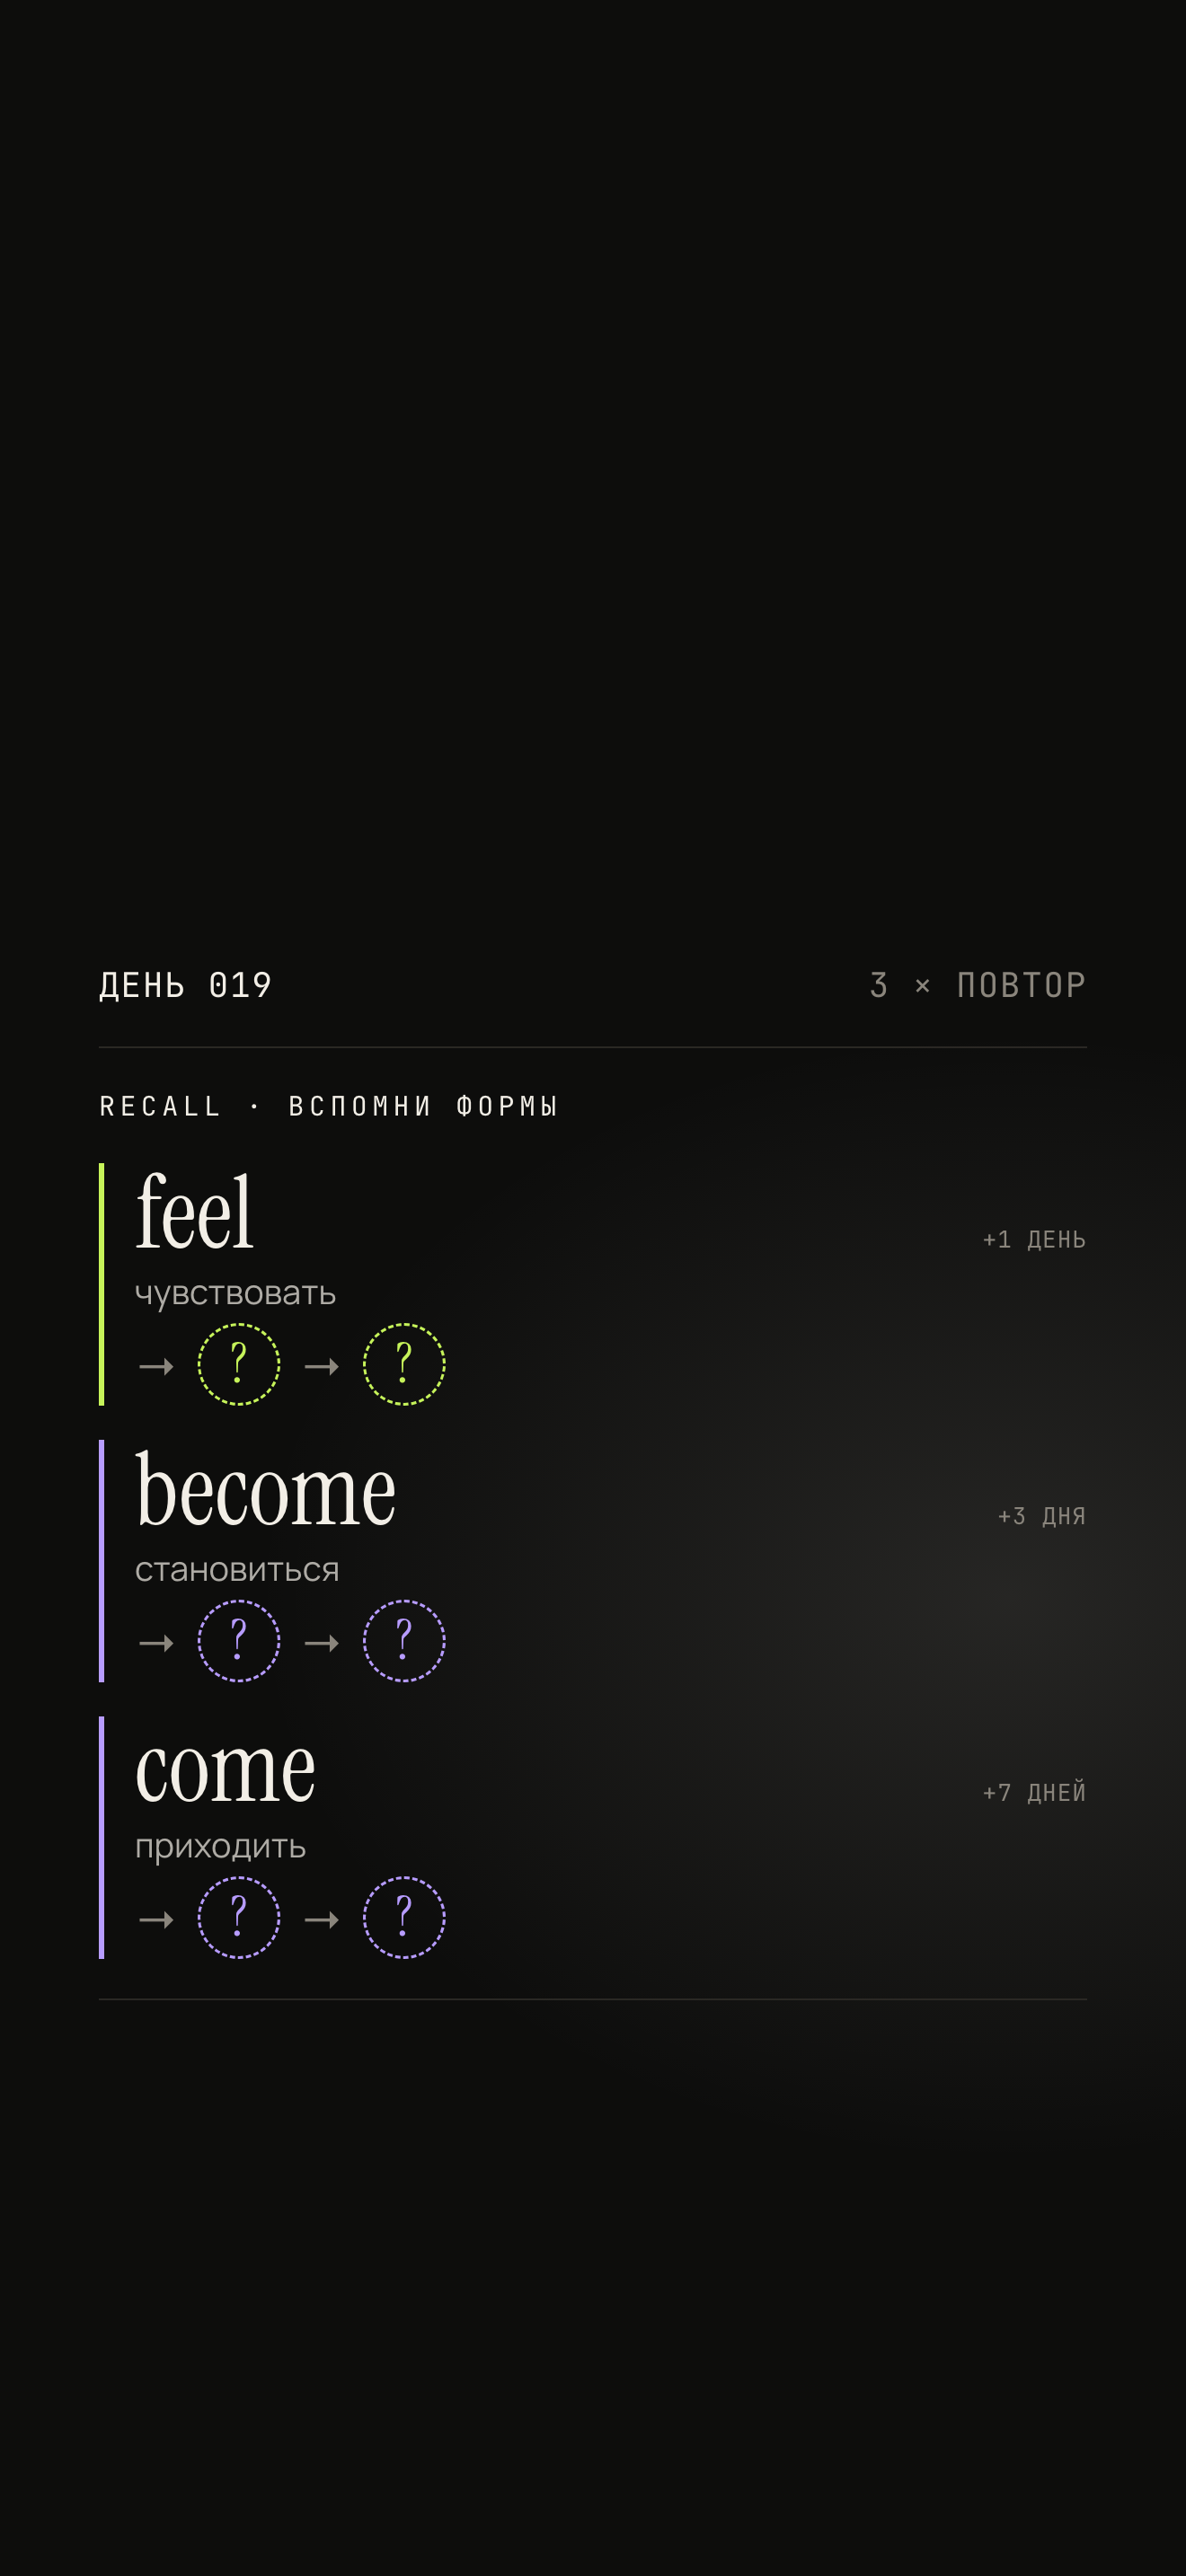 ДЕНЬ 019
3 × ПОВТОР
RECALL · ВСПОМНИ ФОРМЫ
feel
+1 ДЕНЬ
чувствовать
→ ? → ?
become
+3 ДНЯ
становиться
→ ? → ?
come
+7 ДНЕЙ
приходить
→ ? → ?